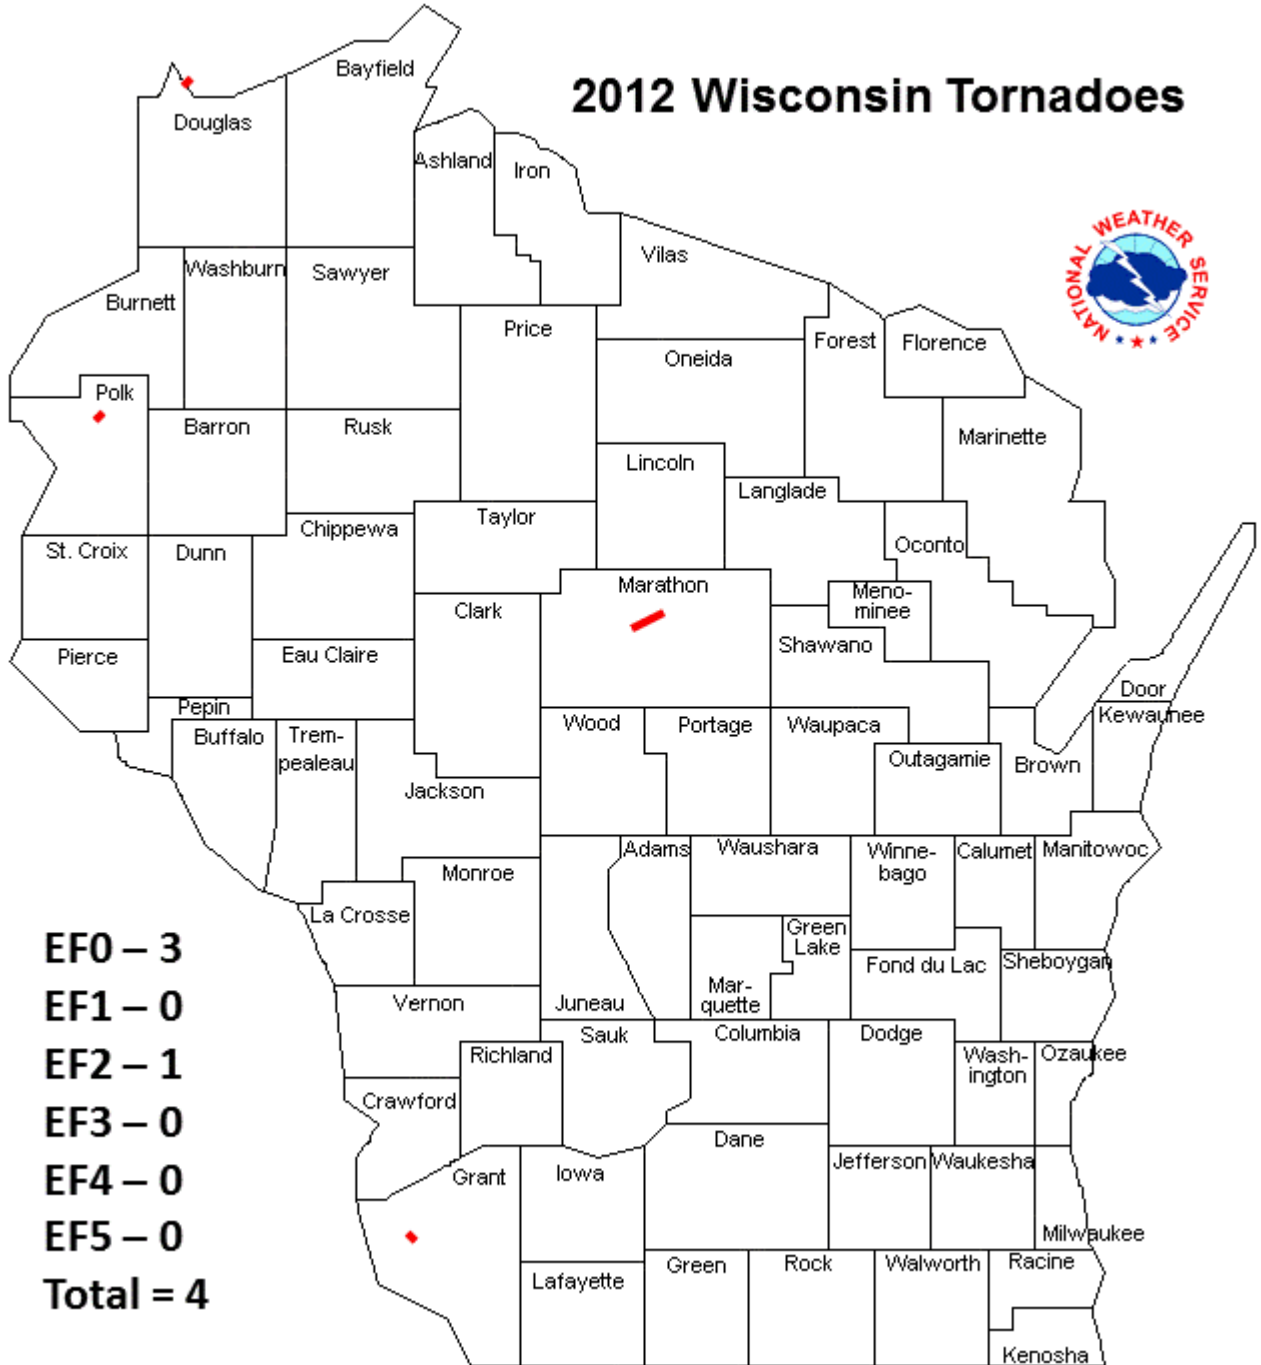 2012 Wisconsin Tornadoes
NATIONAL WEATHER SERVICE
Bayfield
Douglas
Ashland
Iron
Vilas
Washburn
Sawyer
Burnett
Price
Forest
Florence
Oneida
Polk
Barron
Rusk
Marinette
Lincoln
Langlade
Taylor
Chippewa
St. Croix
Dunn
Oconto
Marathon
Meno-
minee
Clark
Shawano
Eau Claire
Pierce
Door
Pepin
Kewaunee
Wood
Portage
Waupaca
Buffalo
Trem-
pealeau
Outagamie
Brown
Jackson
Adams
Waushara
Winne-
bago
Calumet
Manitowoc
Monroe
La Crosse
Green
Lake
Fond du Lac
Sheboygan
Mar-
quette
Vernon
Juneau
Sauk
Columbia
Dodge
Richland
Wash-
ington
Ozaukee
Crawford
Dane
Jefferson
Waukesha
Grant
Iowa
Milwaukee
Green
Rock
Walworth
Racine
Lafayette
Kenosha
EF0 – 3
EF1 – 0
EF2 – 1
EF3 – 0
EF4 – 0
EF5 – 0
Total = 4